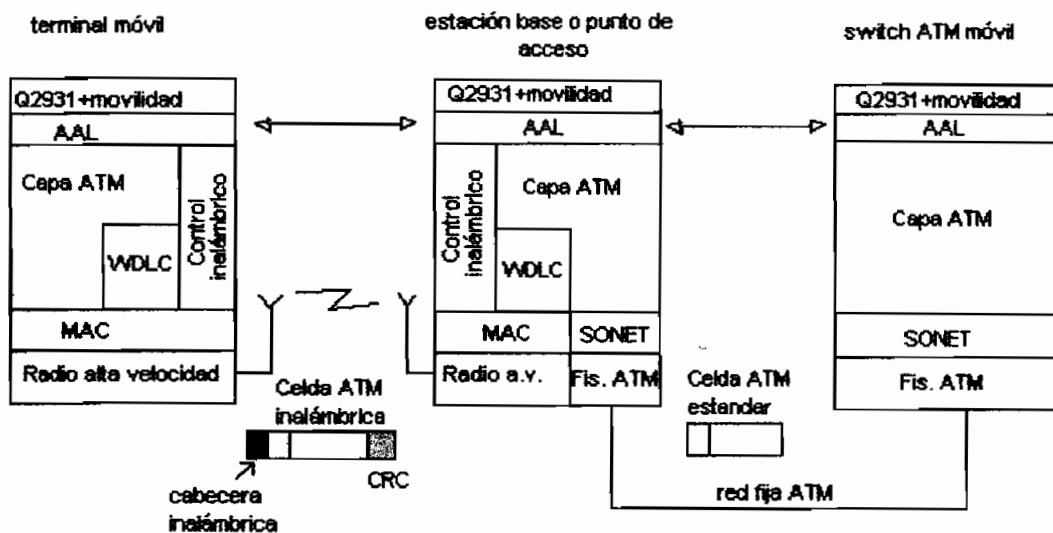 terminal móvil
estación base o punto de
acceso
switch ATM móvil
Q2931+movilidad
AAL
Capa ATM
WDLC
Control
inalámbrico
MAC
Radio alta velocidad
Q2931+movilidad
AAL
Control
inalámbrico
Capa ATM
WDLC
MAC
SONET
Radio a.v.
Fis. ATM
Q2931+movilidad
AAL
Capa ATM
SONET
Fis. ATM
Celda ATM
inalámbrica
CRC
cabecera
inalámbrica
Celda ATM
estandar
red fija ATM